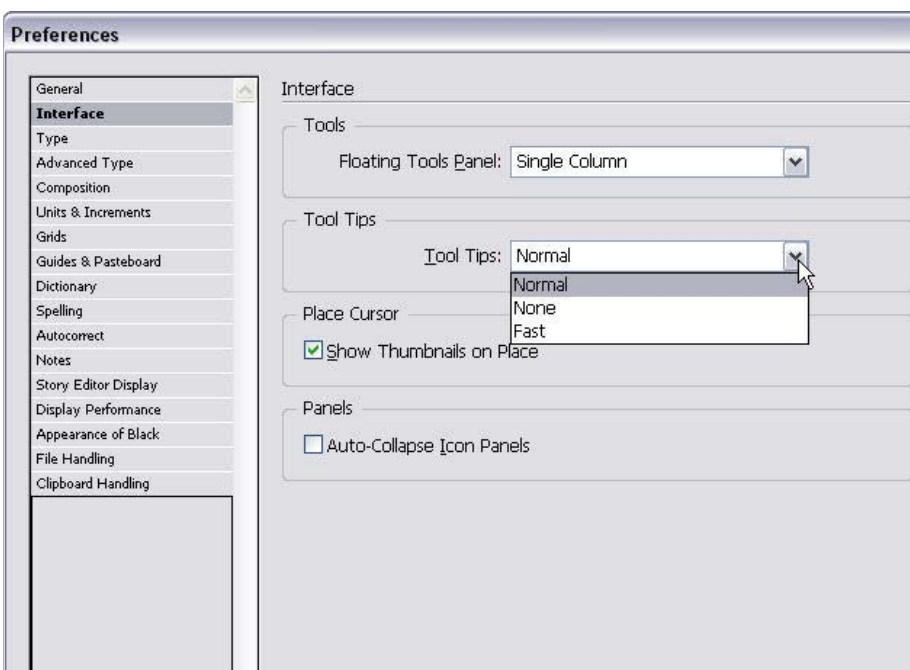 Preferences
General
Interface
Type
Advanced Type
Composition
Units & Increments
Grids
Guides & Pasteboard
Dictionary
Spelling
Autocorrect
Notes
Story Editor Display
Display Performance
Appearance of Black
File Handling
Clipboard Handling
Interface
Tools
Floating Tools Panel: Single Column
Tool Tips
Tool Tips: Normal
Normal
None
Fast
Place Cursor
Show Thumbnails on Place
Panels
Auto-Collapse Icon Panels